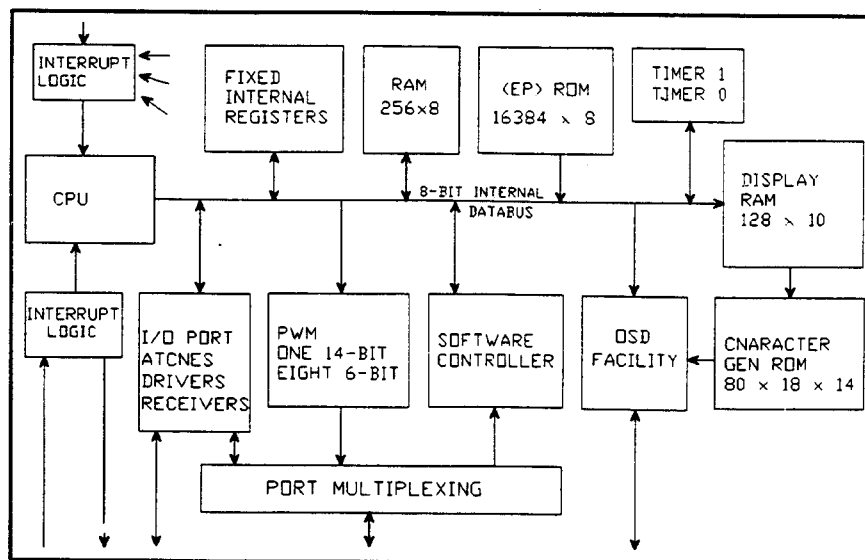 INTERRUPT
LOGIC
FIXED
INTERNAL
REGISTERS
RAM
256x8
(EP) ROM
16384 x 8
TIMER 1
TJMER 0
CPU
8-BIT INTERNAL
DATABUS
DISPLAY
RAM
128 x 10
INTERRUPT
LOGIC
I/O PORT
ATCNES
DRIVERS
RECEIVERS
PWM
ONE 14-BIT
EIGHT 6-BIT
SOFTWARE
CONTROLLER
OSD
FACILITY
CNARACTER
GEN ROM
80 x 18 x 14
PORT MULTIPLEXING